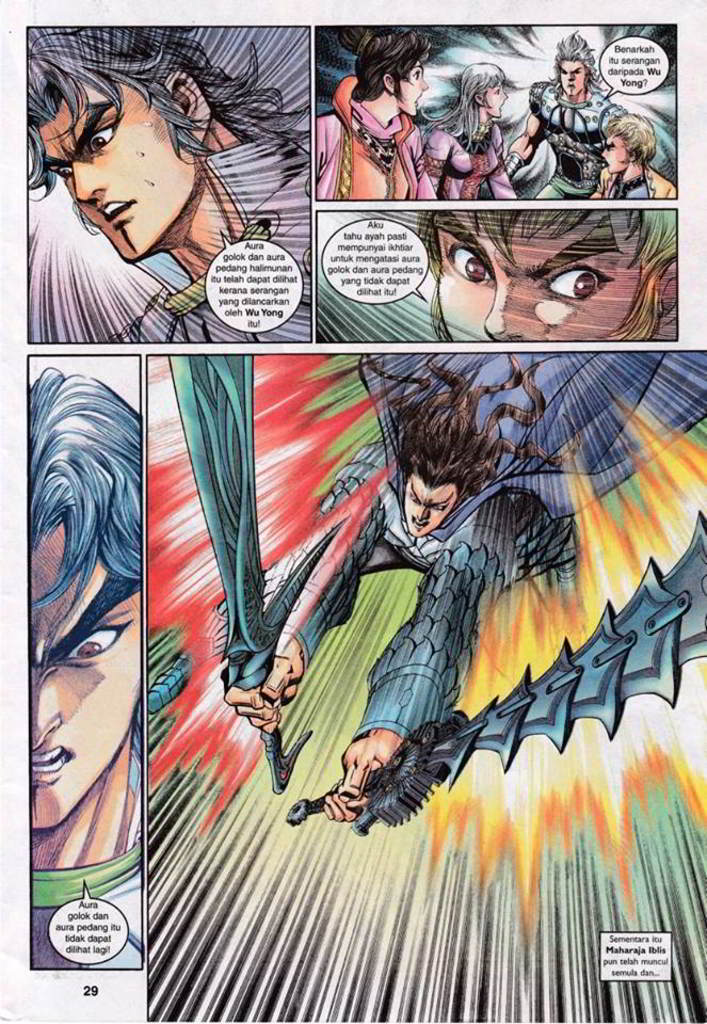 Aura
golok dan aura
pedang halimunan
itu telah dapat dilihat
kerana serangan
yang dilancarkan
oleh Wu Yong
itu!
Benarkah
itu serangan
daripada Wu
Yong?
Aku
tahu ayah pasti
mempunyai ikhtiar
untuk mengatasi aura
golok dan aura pedang
yang tidak dapat
dilihat itu!
Aura
golok dan
aura pedang itu
tidak dapat
dilihat lagi!
Sementara itu
Maharaja Iblis
pun telah muncul
semula dan...
29